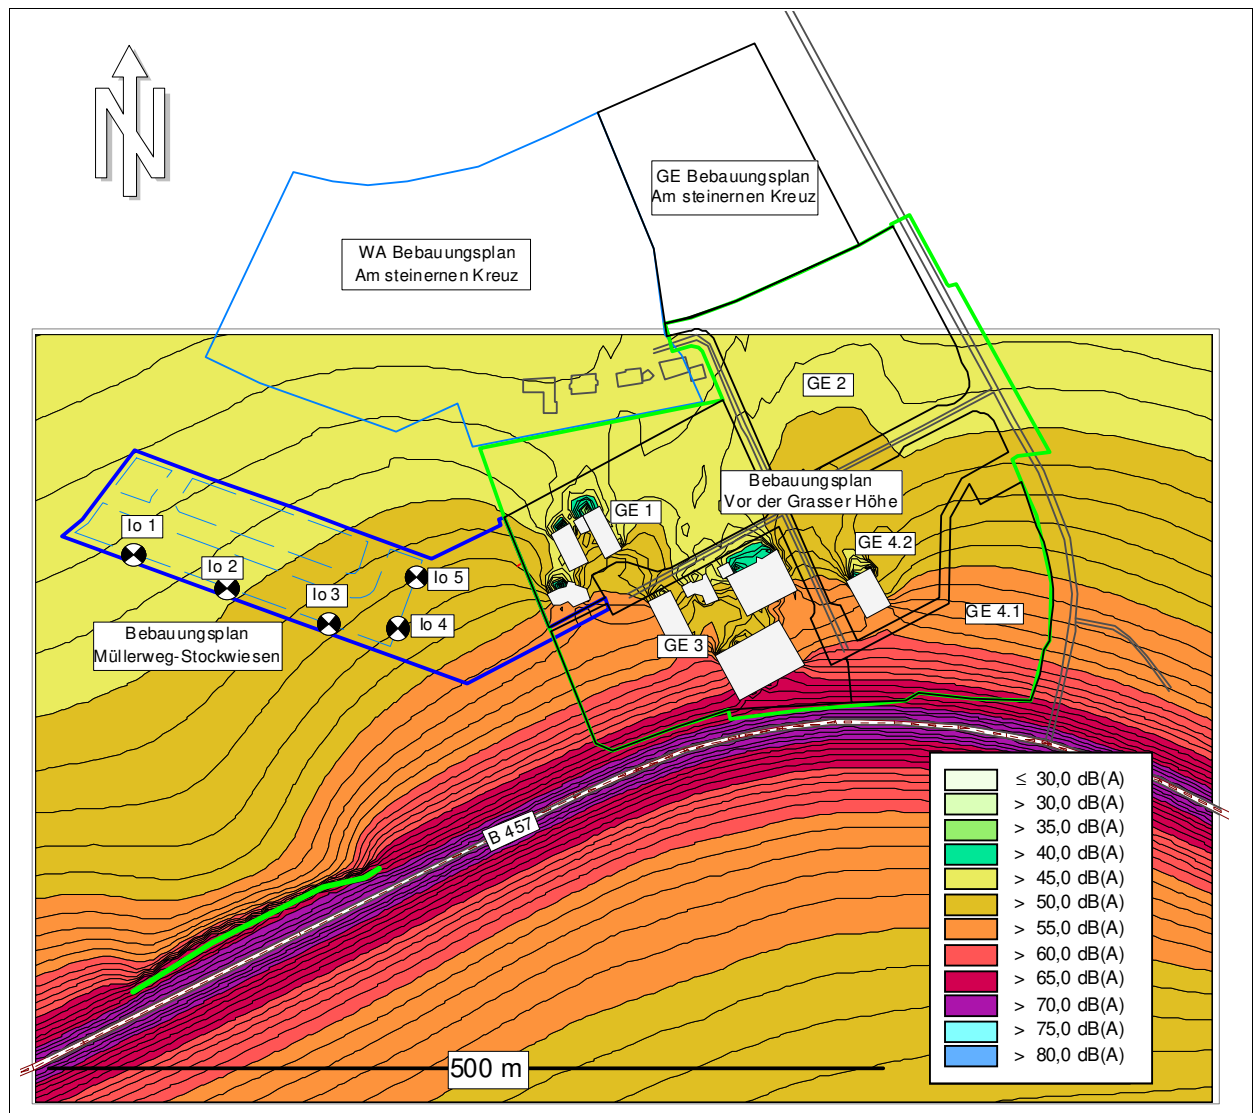 N
GE Bebauungsplan
Am steinernen Kreuz
WA Bebauungsplan
Am steinernen Kreuz
GE 2
Bebauungsplan
Vor der Grasser Höhe
GE 1
GE 4.2
GE 4.1
GE 3
Io 1
Io 2
Io 3
Io 5
Io 4
Bebauungsplan
Müllerweg-Stockwiesen
B 457
500 m
≤ 30,0 dB(A)
> 30,0 dB(A)
> 35,0 dB(A)
> 40,0 dB(A)
> 45,0 dB(A)
> 50,0 dB(A)
> 55,0 dB(A)
> 60,0 dB(A)
> 65,0 dB(A)
> 70,0 dB(A)
> 75,0 dB(A)
> 80,0 dB(A)